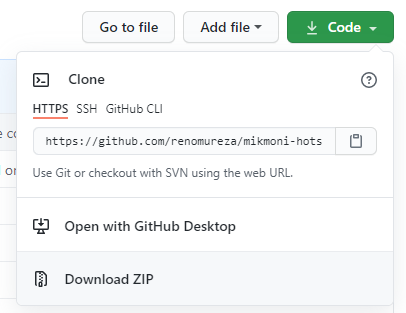 Go to file Add file Code
Clone
HTTPS SSH GitHub CLI
https://github.com/renomureza/mikmoni-hots
Use Git or checkout with SVN using the web URL.
Open with GitHub Desktop
Download ZIP